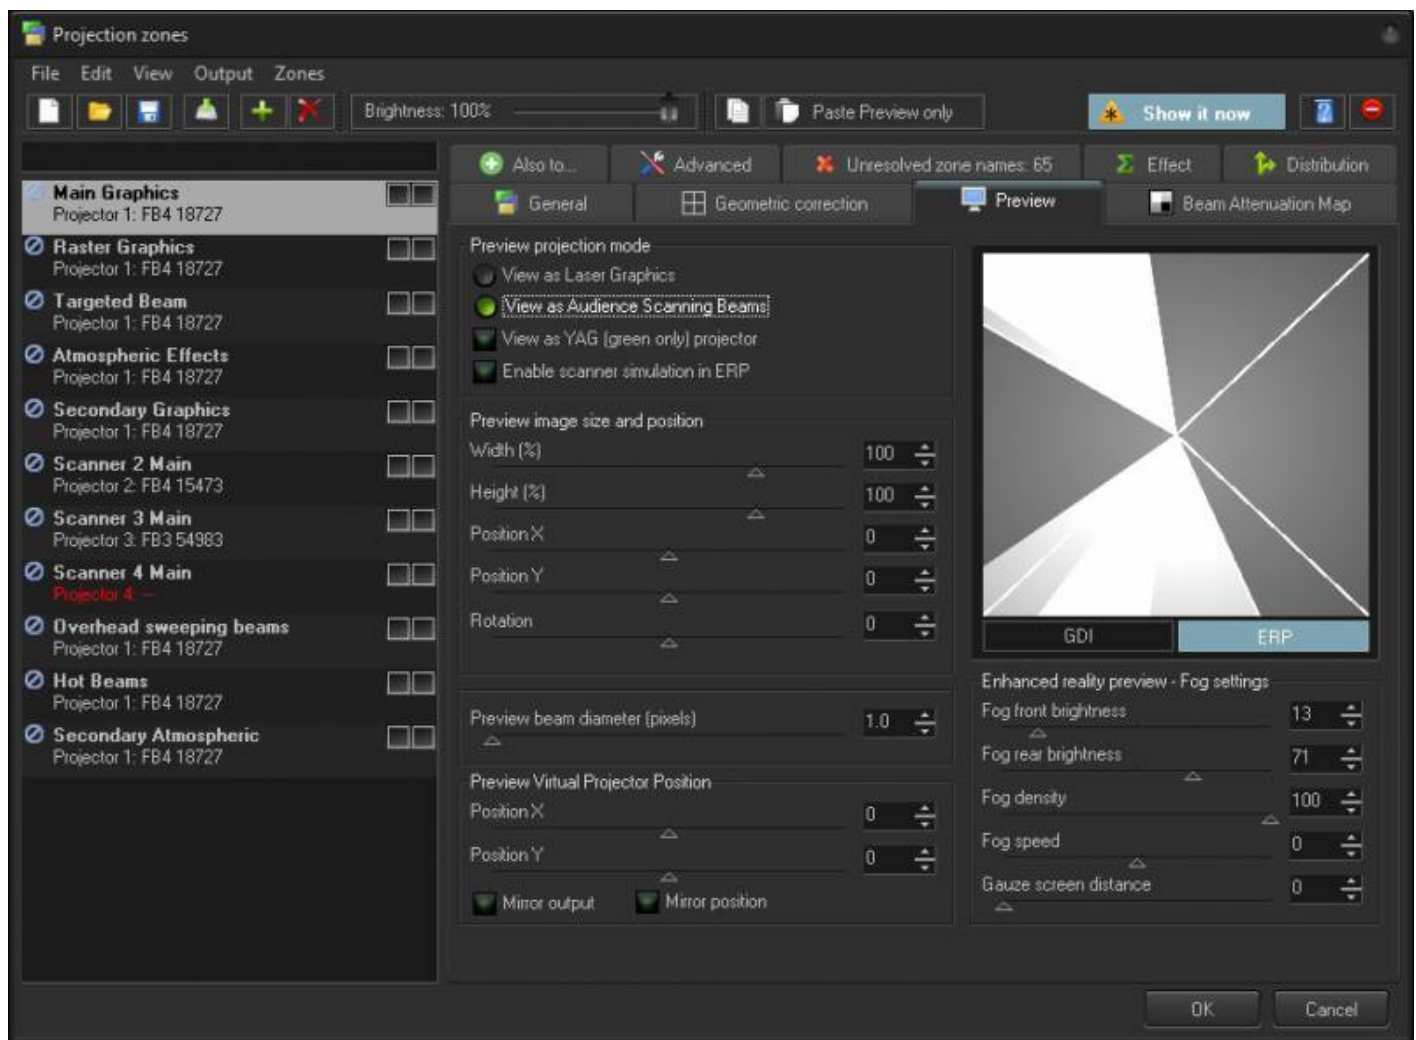 Projection zones
File Edit View Output Zones
Brightness: 100% Paste Preview only Show it now
Also to... Advanced Unresolved zone names: 65 Effect Distribution
General Geometric correction Preview Beam Attenuation Map
Main Graphics
Projector 1: FB4 18727
Raster Graphics
Projector 1: FB4 18727
Targeted Beam
Projector 1: FB4 18727
Atmospheric Effects
Projector 1: FB4 18727
Secondary Graphics
Projector 1: FB4 18727
Scanner 2 Main
Projector 2: FB4 15473
Scanner 3 Main
Projector 3: FB3 54983
Scanner 4 Main
Projector 4: --
Overhead sweeping beams
Projector 1: FB4 18727
Hot Beams
Projector 1: FB4 18727
Secondary Atmospheric
Projector 1: FB4 18727
Preview projection mode
View as Laser Graphics
View as Audience Scanning Beams
View as YAG (green only) projector
Enable scanner simulation in ERP
Preview image size and position
Width (%) 100
Height (%) 100
Position X 0
Position Y 0
Rotation 0
Preview beam diameter (pixels) 1.0
Preview Virtual Projector Position
Position X 0
Position Y 0
Mirror output Mirror position
GDI ERP
Enhanced reality preview - Fog settings
Fog front brightness 13
Fog rear brightness 71
Fog density 100
Fog speed 0
Gauze screen distance 0
OK Cancel